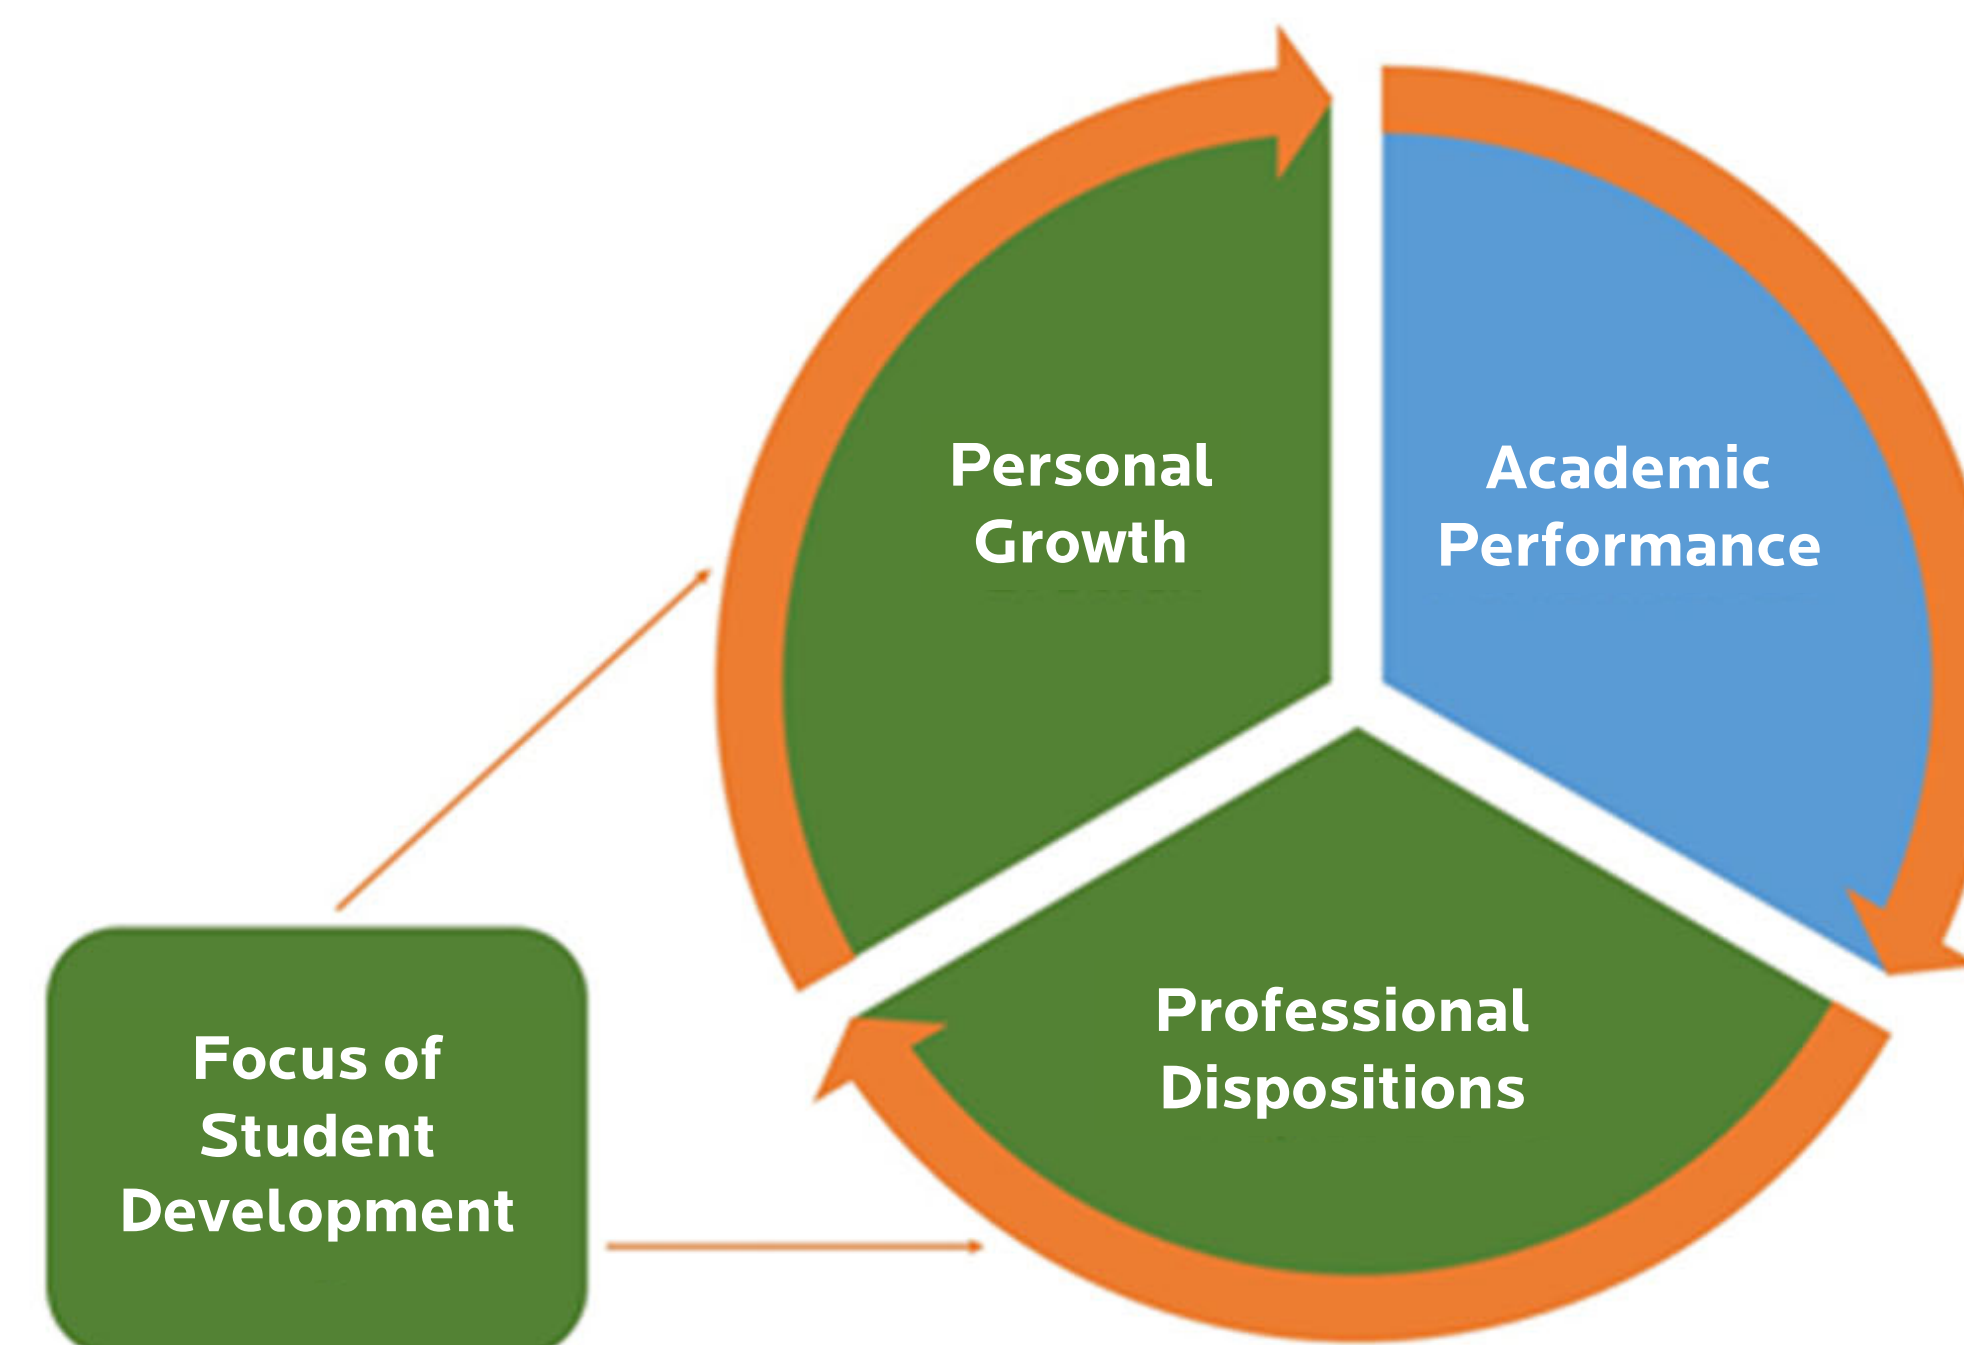 Personal
Growth
Academic
Performance
Professional
Dispositions
Focus of
Student
Development